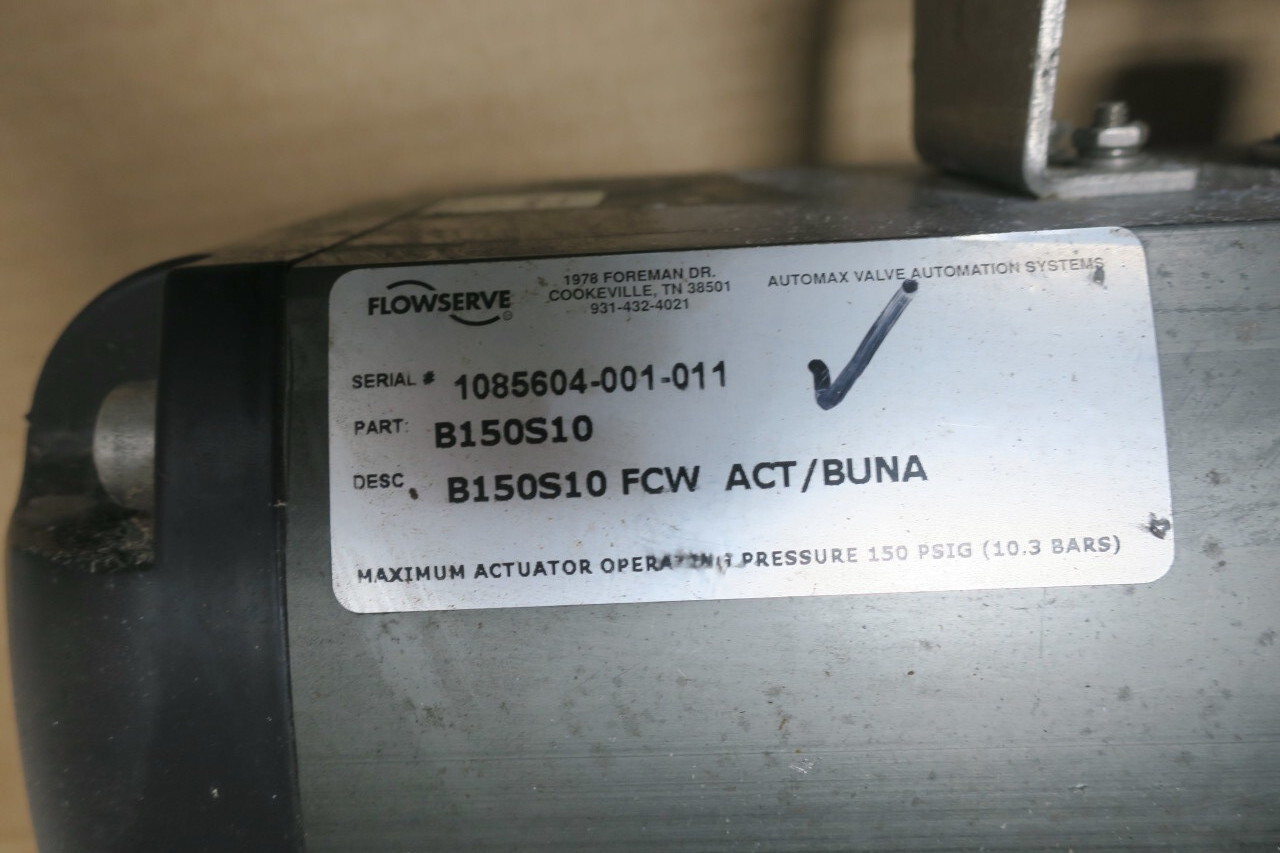 FLOWSERVE
1978 FOREMAN DR.
COOKEVILLE, TN 38501
931-432-4021
AUTOMAX VALVE AUTOMATION SYSTEMS
SERIAL # 1085604-001-011
PART: B150S10
DESC. B150S10 FCW ACT/BUNA
MAXIMUM ACTUATOR OPERATING PRESSURE 150 PSIG (10.3 BARS)